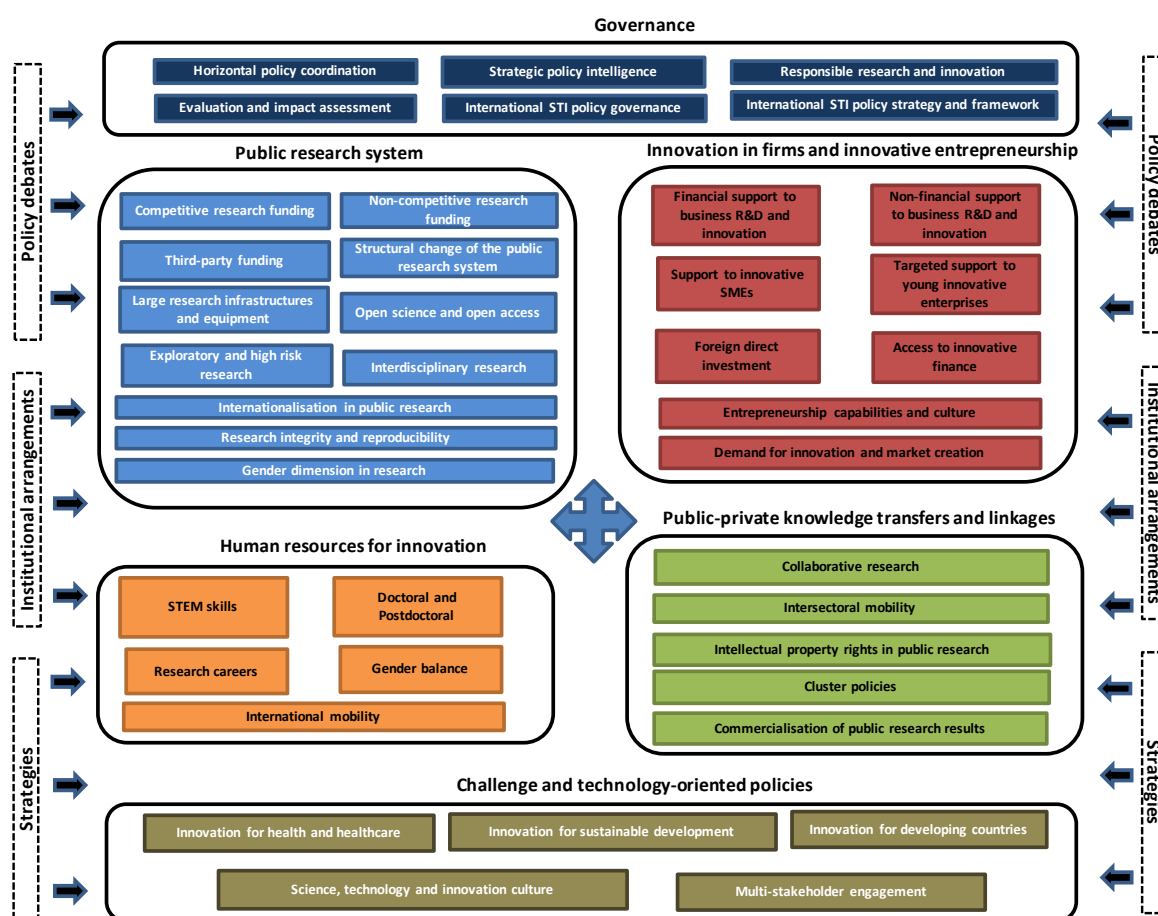 Governance
Horizontal policy coordination
Strategic policy intelligence
Responsible research and innovation
Evaluation and impact assessment
International STI policy governance
International STI policy strategy and framework
Policy debates
Institutional arrangements
Strategies
Public research system
Competitive research funding
Non-competitive research
funding
Third-party funding
Structural change of the public
research system
Large research infrastructures
and equipment
Open science and open access
Exploratory and high risk
research
Interdisciplinary research
Internationalisation in public research
Research integrity and reproducibility
Gender dimension in research
Innovation in firms and innovative entrepreneurship
Financial support to
business R&D and
innovation
Non-financial support
to business R&D and
innovation
Support to innovative
SMEs
Targeted support to
young innovative
enterprises
Foreign direct
investment
Access to innovative
finance
Entrepreneurship capabilities and culture
Demand for innovation and market creation
Human resources for innovation
STEM skills
Doctoral and
Postdoctoral
Research careers
Gender balance
International mobility
Public-private knowledge transfers and linkages
Collaborative research
Intersectoral mobility
Intellectual property rights in public research
Cluster policies
Commercialisation of public research results
Challenge and technology-oriented policies
Innovation for health and healthcare
Innovation for sustainable development
Innovation for developing countries
Science, technology and innovation culture
Multi-stakeholder engagement
Policy debates
Institutional arrangements
Strategies